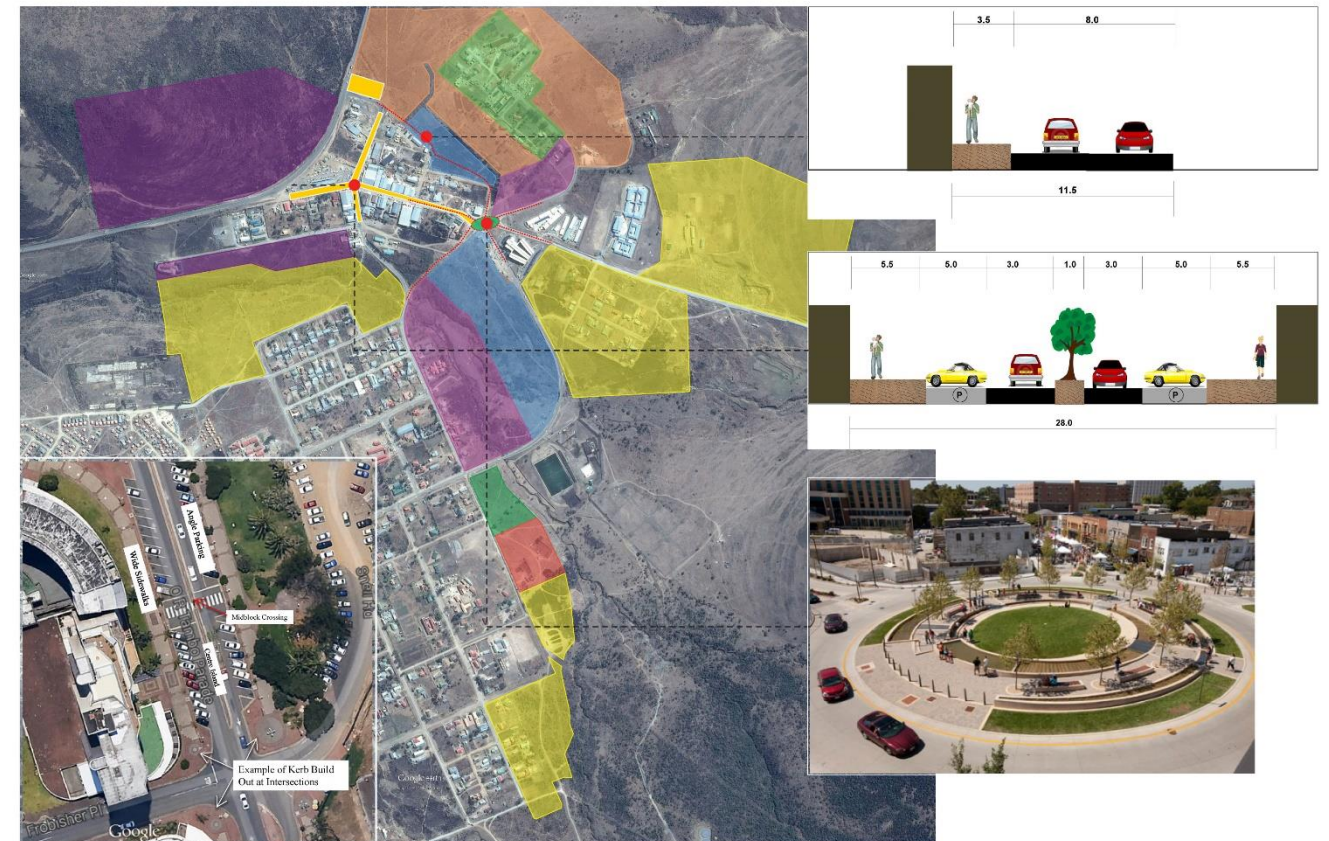 3.5
8.0
11.5
5.5
5.0
3.0
1.0
3.0
5.0
5.5
P
P
28.0
Wide Sidewalks
Angle Parking
Midblock Crossing
Centre Island
Example of Kerb Build
Out at Intersections
Frobisher Pl
Google
Google earth